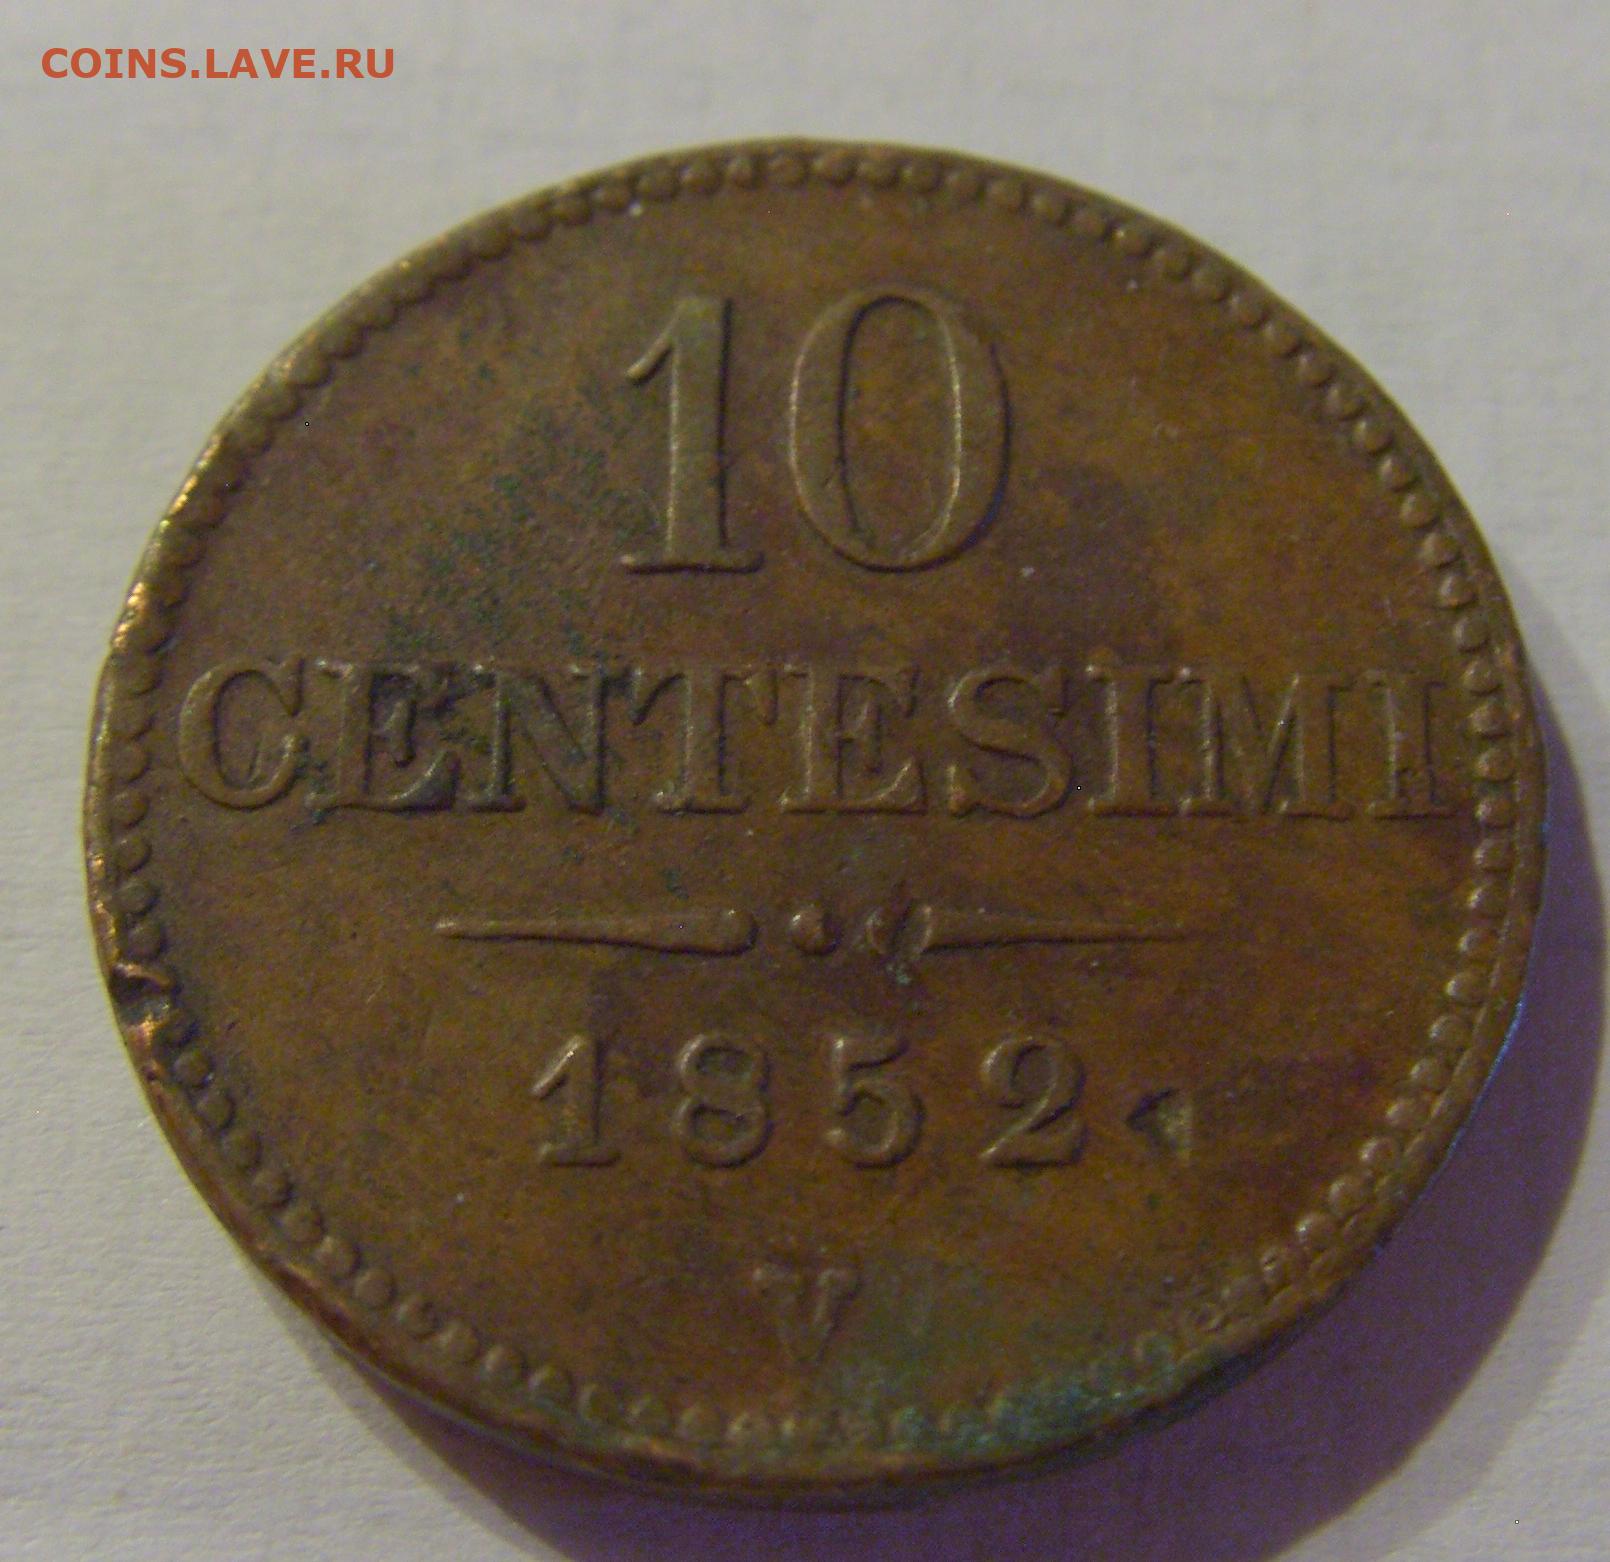 COINS.LAVE.RU
10
CENTESIMI
1852
V